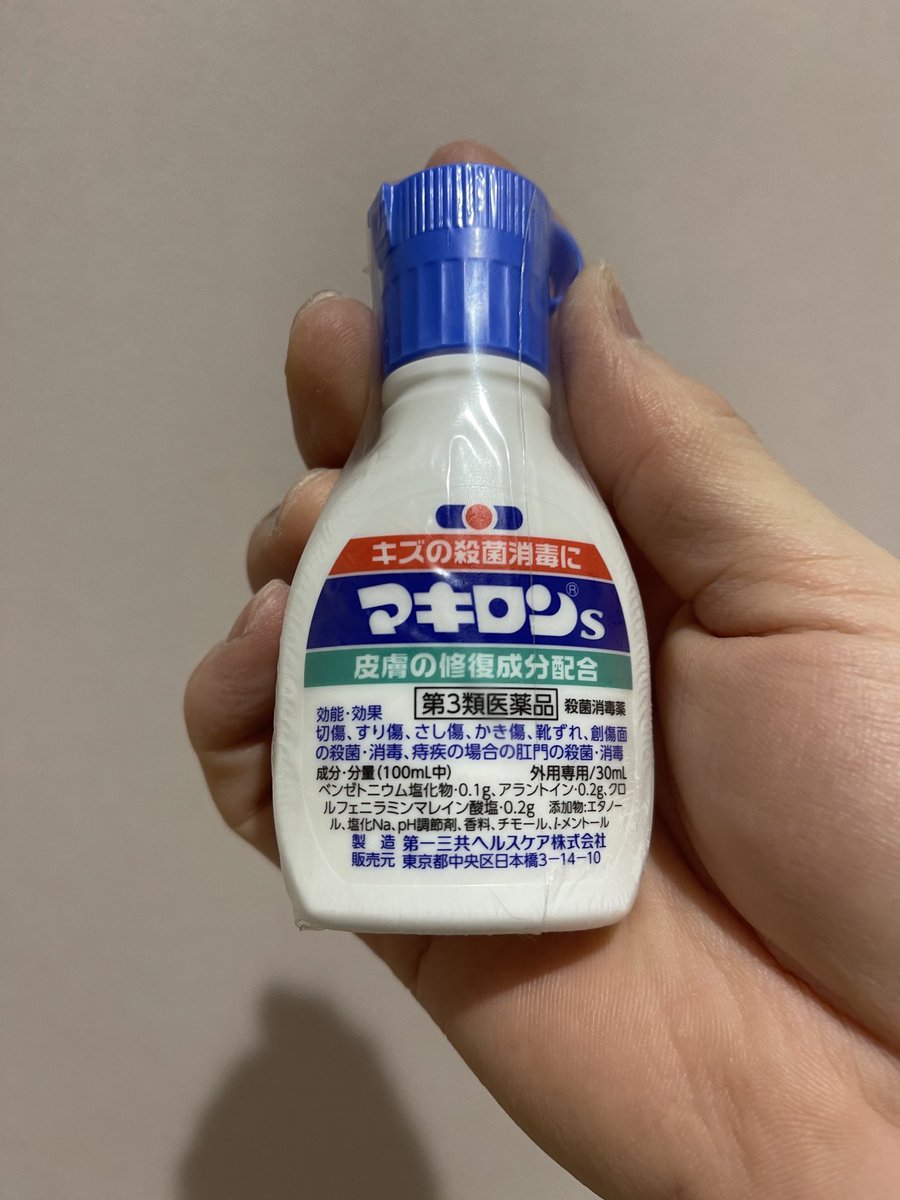 キズの殺菌消毒に
マキロン®s
皮膚の修復成分配合
効能・効果 第3類医薬品 殺菌消毒薬
切傷、すり傷、さし傷、かき傷、靴ずれ、創傷面
の殺菌・消毒、痔疾の場合の肛門の殺菌・消毒
成分・分量(100mL中) 外用専用/30mL
ベンゼトニウム塩化物・0.1g、アラントイン・0.2g、クロ
ルフェニラミンマレイン酸塩・0.2g 添加物:エタノー
ル、塩化Na、pH調節剤、香料、チモール、l-メントール
製造 第一三共ヘルスケア株式会社
販売元 東京都中央区日本橋3-14-10